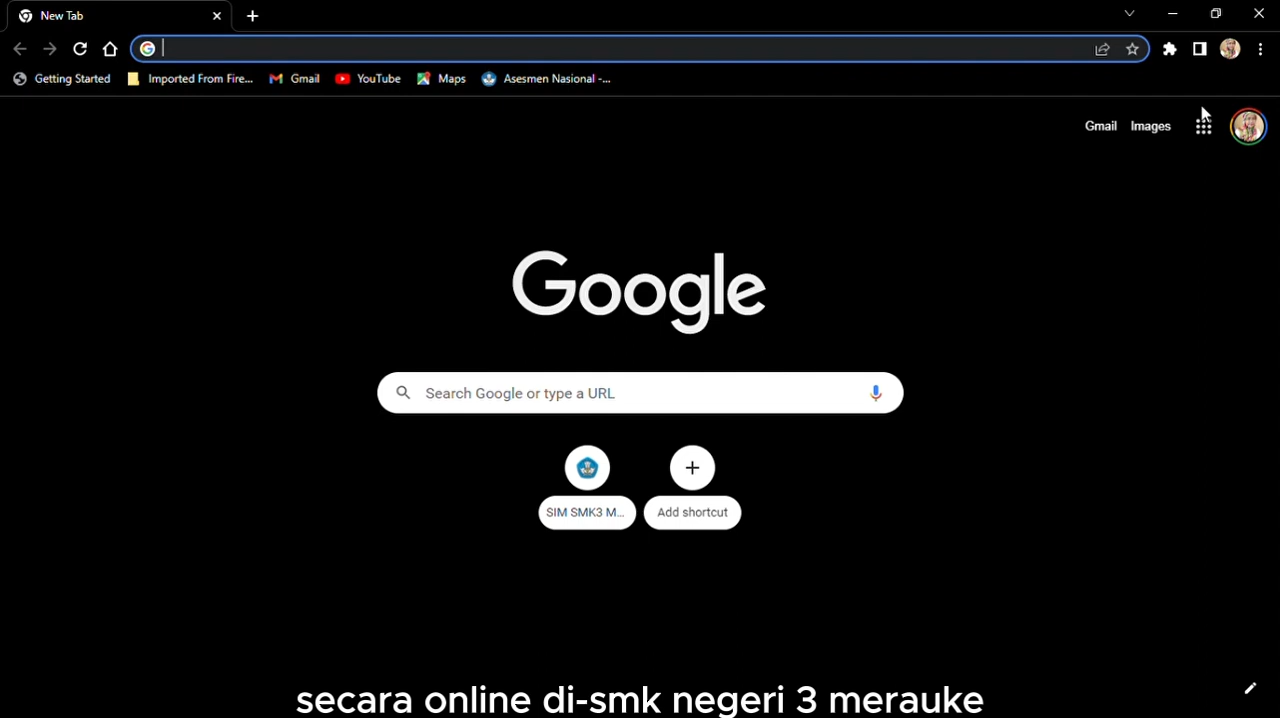 New Tab
Getting Started
Imported From Fire...
Gmail
YouTube
Maps
Asesmen Nasional -...
Gmail
Images
Google
Search Google or type a URL
SIM SMK3 M...
Add shortcut
secara online di-smk negeri 3 merauke